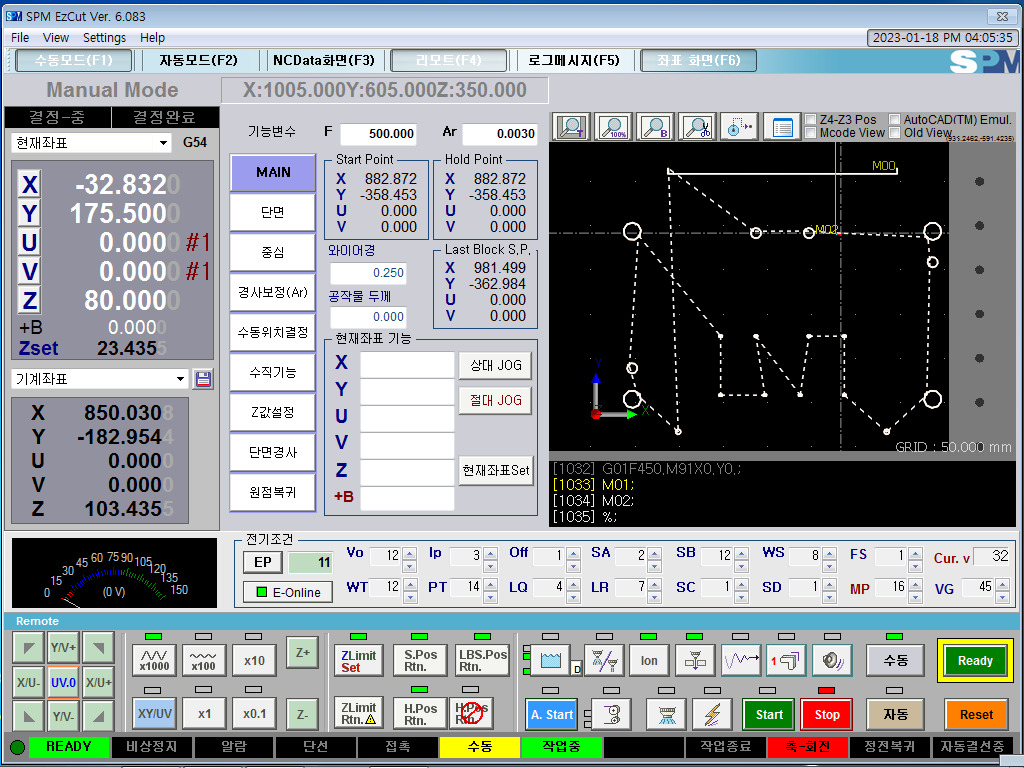 SPM EzCut Ver. 6.083
File View Settings Help
2023-01-18 PM 04:05:35
수동모드(F1) 자동모드(F2) NCData화면(F3) 리모트(F4) 로그메시지(F5) 좌표 화면(F6) SPM
Manual Mode X:1005.000Y:605.000Z:350.000
결정-중 결정완료
현재좌표 G54
X -32.8320
Y 175.5000
U 0.0000 #1
V 0.0000 #1
Z 80.0000
+B 0.0000
Zset 23.4355
기계좌표
X 850.0308
Y -182.9544
U 0.0000
V 0.0000
Z 103.4355
기능변수 F 500.000 Ar 0.0030
MAIN
단면
중심
경사보정(Ar)
수동위치결정
수직기능
Z값설정
단면경사
원점복귀
Start Point
X 882.872
Y -358.453
U 0.000
V 0.000
Hold Point
X 882.872
Y -358.453
U 0.000
V 0.000
와이어경
0.250
공작물 두께
0.000
Last Block S,P,
X 981.499
Y -362.984
U 0.000
V 0.000
현재좌표 기능
X
Y
U
V
Z
+B
상대 JOG
절대 JOG
현재좌표Set
T 100% B
Z4-Z3 Pos AutoCAD(TM) Emul.
Mcode View Old View
(931.2462,-591.4235)
M00
M02
Y
X
GRID : 50.000 mm
[1032] G01F450,M91X0,Y0,;
[1033] M01;
[1034] M02;
[1035] %;
0 15 30 45 60 75 90 105 120 135 150
(0 V)
전기조건
EP 11
E-Online
Vo 12 Ip 3 Off 1 SA 2 SB 12 WS 8 FS 1 Cur. v 32
WT 12 PT 14 LQ 4 LR 7 SC 1 SD 1 MP 16 VG 45
Remote
Y/V+
X/U- UV.0 X/U+
Y/V-
x1000 x100 x10 Z+
XY/UV x1 x0.1 Z-
ZLimit Set S.Pos Rtn. LBS.Pos Rtn.
ZLimit Rtn. H.Pos Rtn.
D Ion 1 수동 Ready
A. Start Start Stop 자동 Reset
READY 비상정지 알람 단선 접촉 수동 작업중 작업종료 축-회전 정전복귀 자동결선중